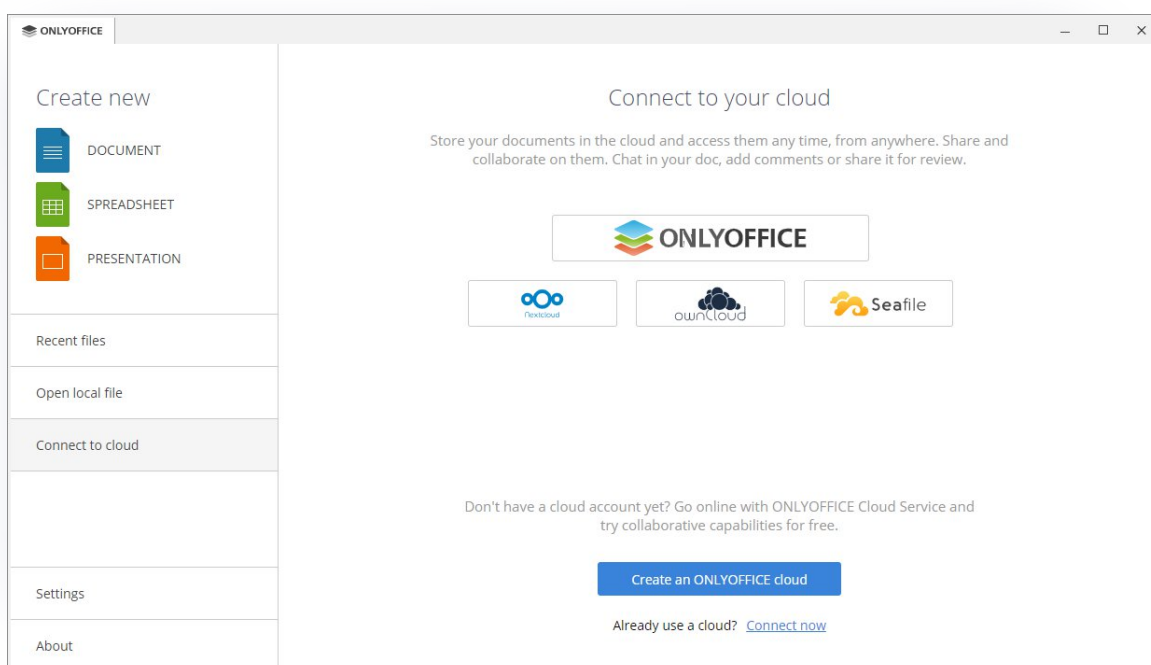 ONLYOFFICE
Create new
DOCUMENT
SPREADSHEET
PRESENTATION
Recent files
Open local file
Connect to cloud
Settings
About
Connect to your cloud
Store your documents in the cloud and access them any time, from anywhere. Share and
collaborate on them. Chat in your doc, add comments or share it for review.
ONLYOFFICE
Nextcloud
ownCloud
Seafile
Don't have a cloud account yet? Go online with ONLYOFFICE Cloud Service and
try collaborative capabilities for free.
Create an ONLYOFFICE cloud
Already use a cloud? Connect now